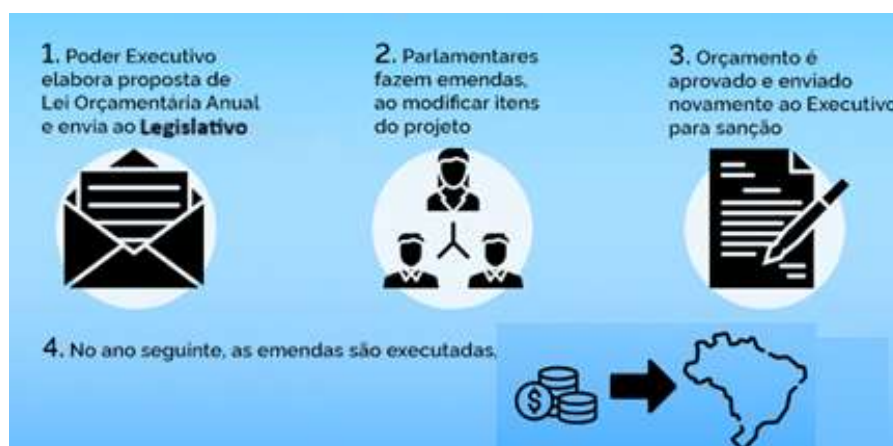 1. Poder Executivo
elabora proposta de
Lei Orçamentária Anual
e envia ao Legislativo
2. Parlamentares
fazem emendas,
ao modificar itens
do projeto
3. Orçamento é
aprovado e enviado
novamente ao Executivo
para sanção
4. No ano seguinte, as emendas são executadas,
$